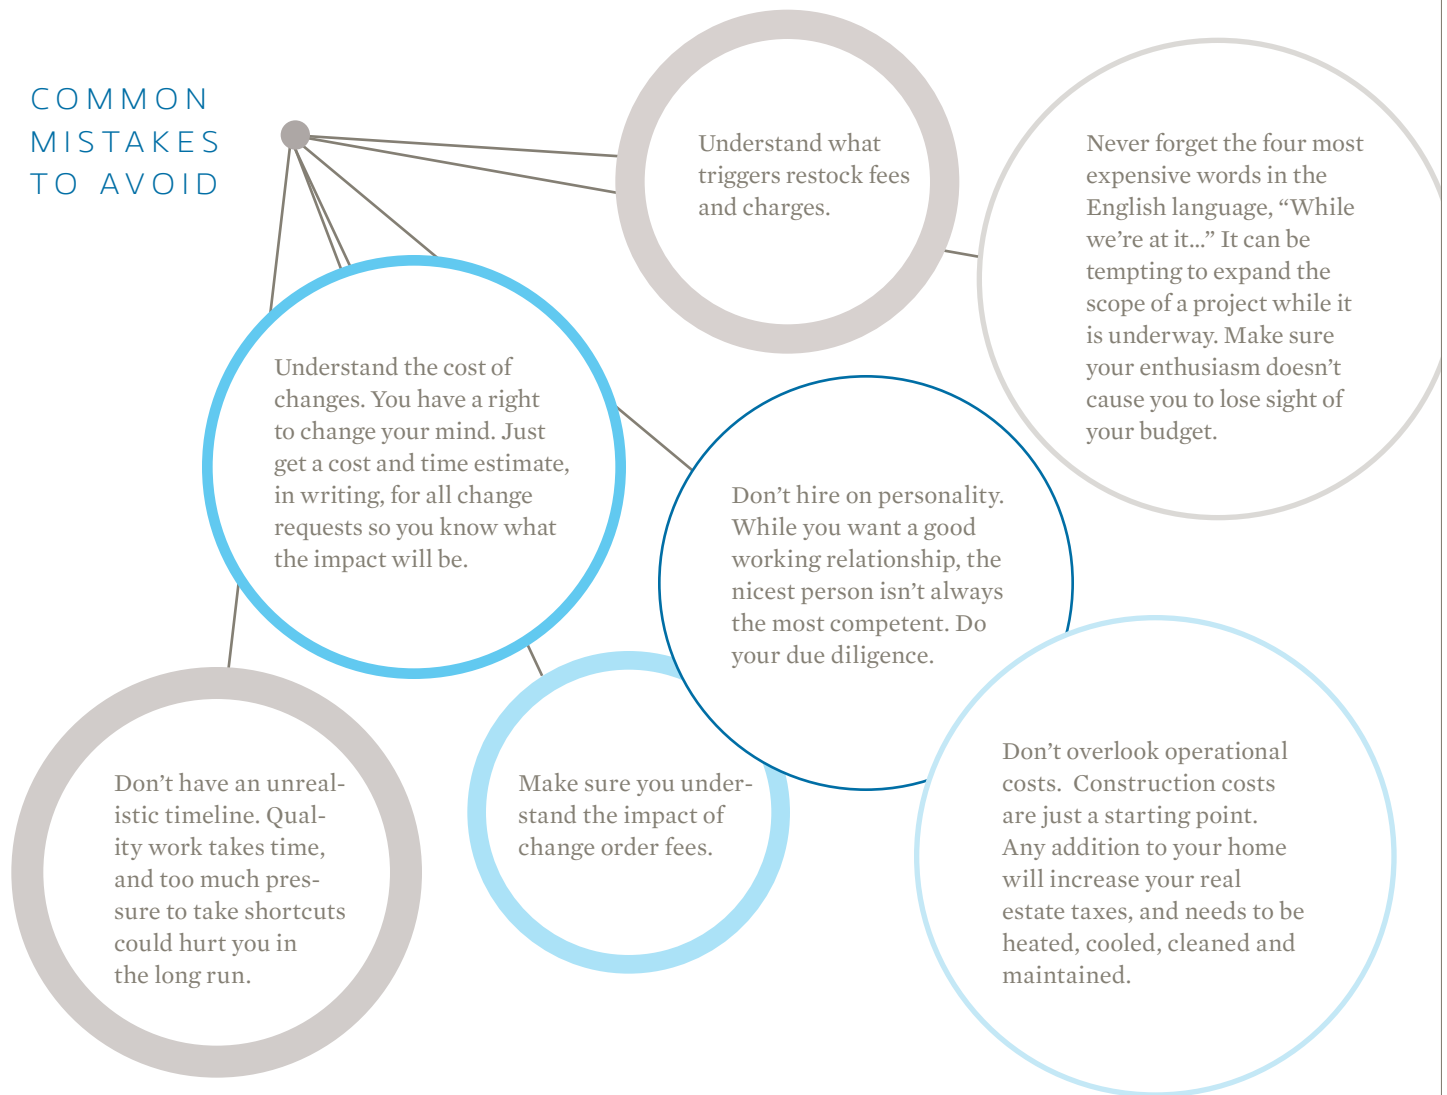 COMMON
MISTAKES
TO AVOID
Understand what
triggers restock fees
and charges.
Never forget the four most
expensive words in the
English language, “While
we’re at it...” It can be
tempting to expand the
scope of a project while it
is underway. Make sure
your enthusiasm doesn’t
cause you to lose sight of
your budget.
Understand the cost of
changes. You have a right
to change your mind. Just
get a cost and time estimate,
in writing, for all change
requests so you know what
the impact will be.
Don’t hire on personality.
While you want a good
working relationship, the
nicest person isn’t always
the most competent. Do
your due diligence.
Don’t have an unreal-
istic timeline. Qual-
ity work takes time,
and too much pres-
sure to take shortcuts
could hurt you in
the long run.
Make sure you under-
stand the impact of
change order fees.
Don’t overlook operational
costs.  Construction costs
are just a starting point.
Any addition to your home
will increase your real
estate taxes, and needs to be
heated, cooled, cleaned and
maintained.